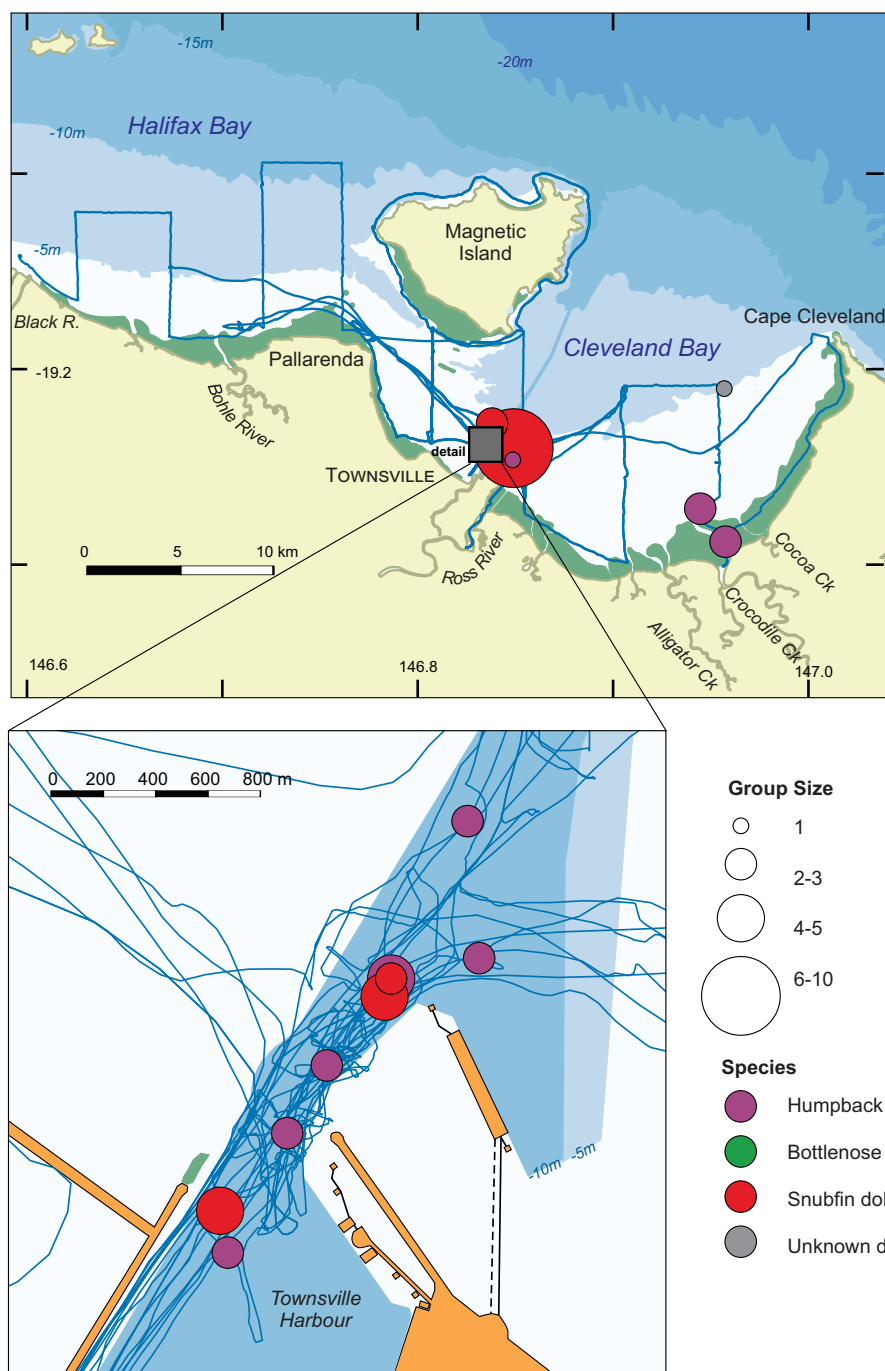 -15m
-20m
Halifax Bay
-10m
Magnetic
Island
-5m
Black R.
Cape Cleveland
Cleveland Bay
Pallarenda
-19.2
Bohle River
detail
TOWNSVILLE
0 5 10 km
Ross River
Cocoa Ck
Crocodile Ck
Alligator Ck
146.6
146.8
147.0
0 200 400 600 800 m
Group Size
1
2-3
4-5
6-10
Species
Humpback
Bottlenose
Snubfin dol
Unknown d
-10m
-5m
Townsville
Harbour